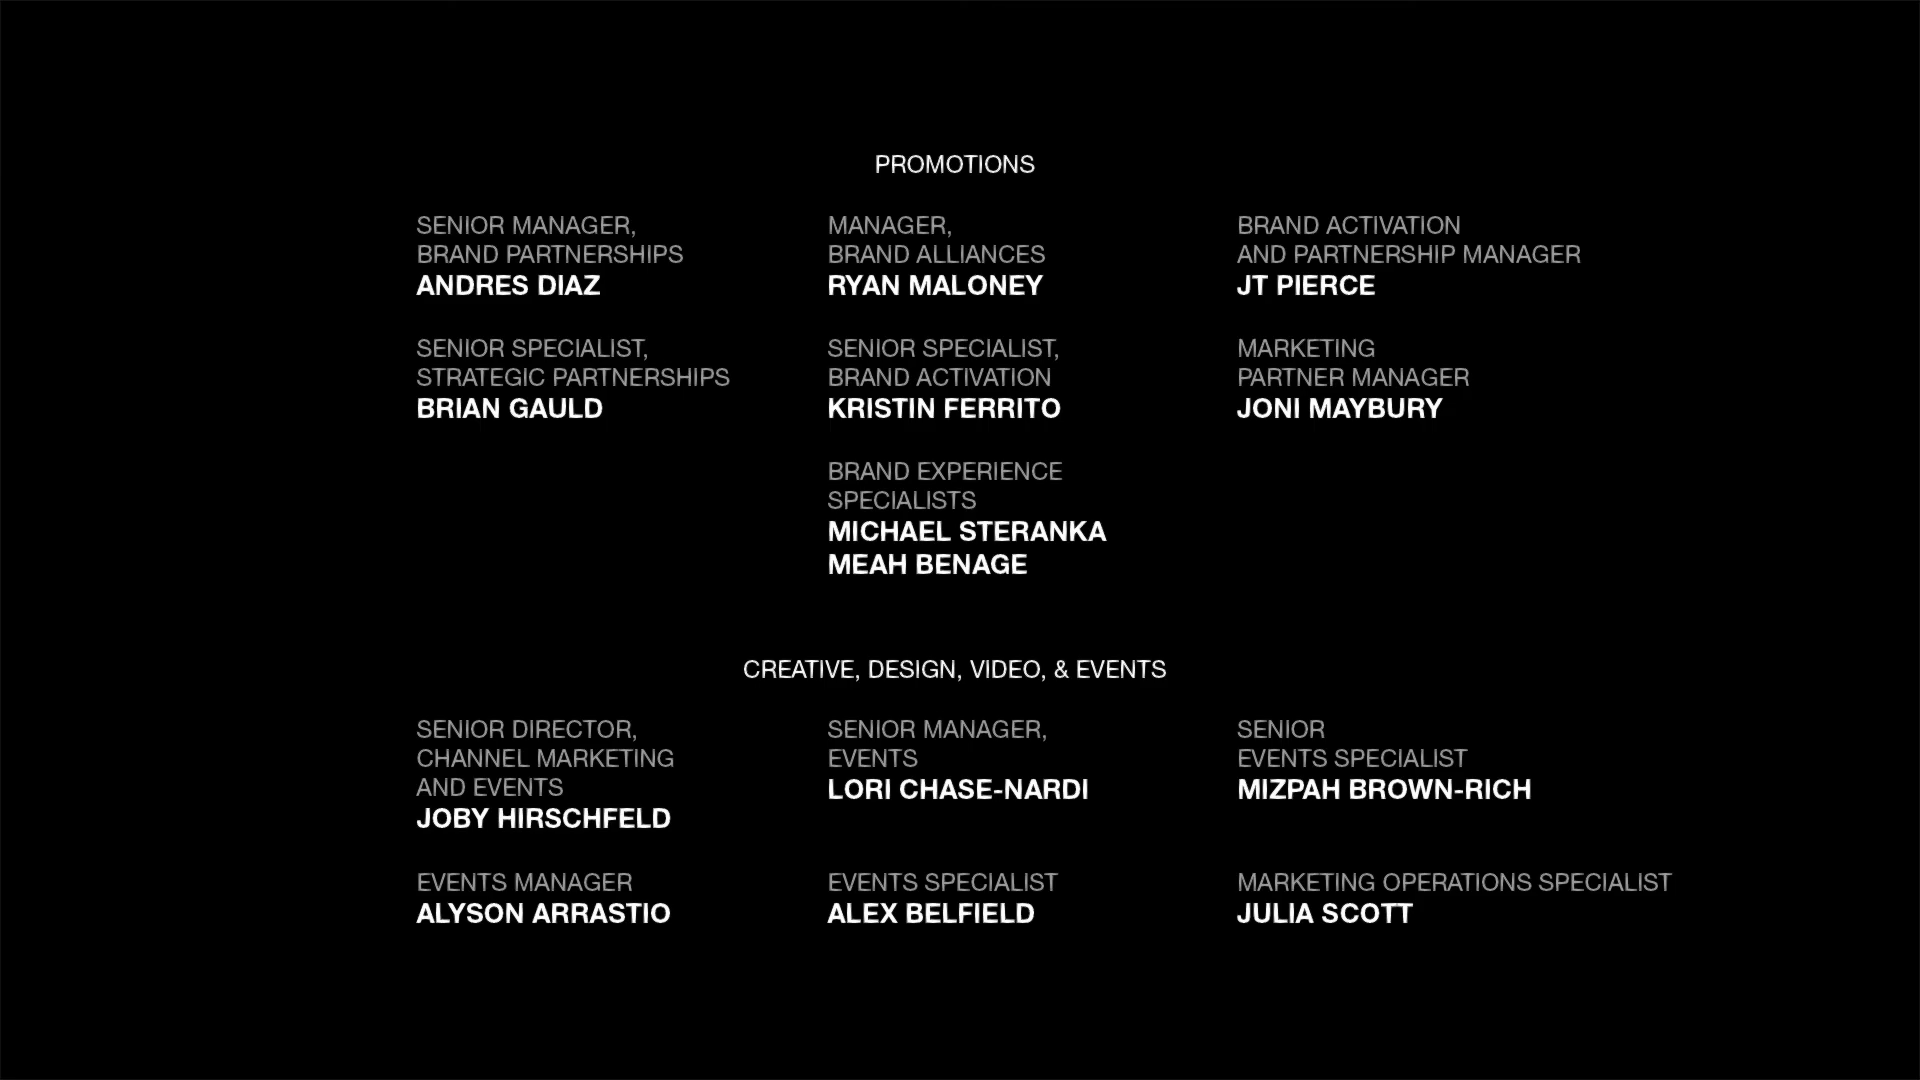 PROMOTIONS
SENIOR MANAGER,
BRAND PARTNERSHIPS
ANDRES DIAZ
MANAGER,
BRAND ALLIANCES
RYAN MALONEY
BRAND ACTIVATION
AND PARTNERSHIP MANAGER
JT PIERCE
SENIOR SPECIALIST,
STRATEGIC PARTNERSHIPS
BRIAN GAULD
SENIOR SPECIALIST,
BRAND ACTIVATION
KRISTIN FERRITO
MARKETING
PARTNER MANAGER
JONI MAYBURY
BRAND EXPERIENCE
SPECIALISTS
MICHAEL STERANKA
MEAH BENAGE
CREATIVE, DESIGN, VIDEO, & EVENTS
SENIOR DIRECTOR,
CHANNEL MARKETING
AND EVENTS
JOBY HIRSCHFELD
SENIOR MANAGER,
EVENTS
LORI CHASE-NARDI
SENIOR
EVENTS SPECIALIST
MIZPAH BROWN-RICH
EVENTS MANAGER
ALYSON ARRASTIO
EVENTS SPECIALIST
ALEX BELFIELD
MARKETING OPERATIONS SPECIALIST
JULIA SCOTT